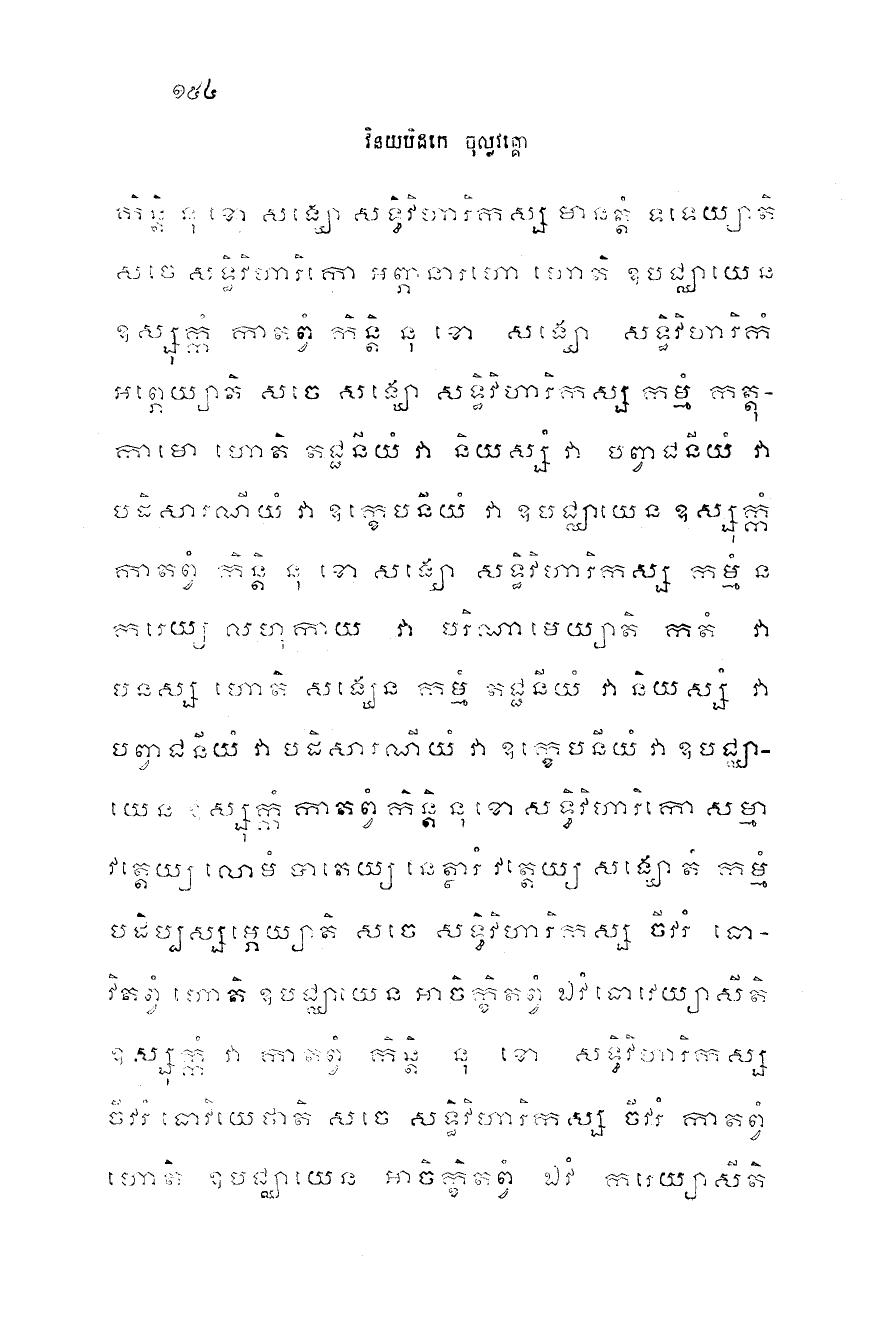 ១៥៤
វិនយបិដកេ ចុល្លវគ្គោ
កិន្តិ នុ ខោ សង្ឃោ សទ្ធិវិហារិកស្ស មានត្តំ ទទេយ្យាតិ
សចេ សទ្ធិវិហារិកោ អញ្ភានារហោ ហោតិ ឧបជ្ឈាយេន
ឧស្សុក្កំ កាតព្វំ កិន្តិ នុ ខោ សង្ឃោ សទ្ធិវិហារិកំ
អព្ភេយ្យាតិ សចេ សង្ឃោ សទ្ធិវិហារិកស្ស កម្មំ កត្តុ-
កាមោ ហោតិ តជ្ជនីយំ វា និយស្សំ វា បញ្វាជនីយំ វា
បដិសារណីយំ វា ឧក្ខេបនីយំ វា ឧបជ្ឈាយេន ឧស្សុក្កំ
កាតព្វំ កិន្តិ នុ ខោ សង្ឃោ សទ្ធិវិហារិកស្ស កម្មំ ន
ករេយ្យ លហុកាយ វា បរិណាមេយ្យាតិ កតំ វា
បនស្ស ហោតិ សង្ឃេន កម្មំ តជ្ជនីយំ វា និយស្សំ វា
បញ្វាជនីយំ វា បដិសារណីយំ វា ឧក្ខេបនីយំ វា ឧបជ្ឈា-
យេន ឧស្សុក្កំ កាតព្វំ កិន្តិ នុ ខោ សទ្ធិវិហារិកោ សម្មា
វត្តេយ្យ លោមំ បាតេយ្យ នេត្ថារំ វត្តេយ្យ សង្ឃោ តំ កម្មំ
បដិប្បស្សម្ភេយ្យាតិ សចេ សទ្ធិវិហារិកស្ស ចីវរំ ធោ-
វិតព្វំ ហោតិ ឧបជ្ឈាយេន អាចិក្ខិតព្វំ ឯវំ ធោវេយ្យាសីតិ
ឧស្សុក្កំ វា កាតព្វំ កិន្តិ នុ ខោ សទ្ធិវិហារិកស្ស
ចីវរំ ធោវិយេថាតិ សចេ សទ្ធិវិហារិកស្ស ចីវរំ កាតព្វំ
ហោតិ ឧបជ្ឈាយេន អាចិក្ខិតព្វំ ឯវំ ករេយ្យាសីតិ